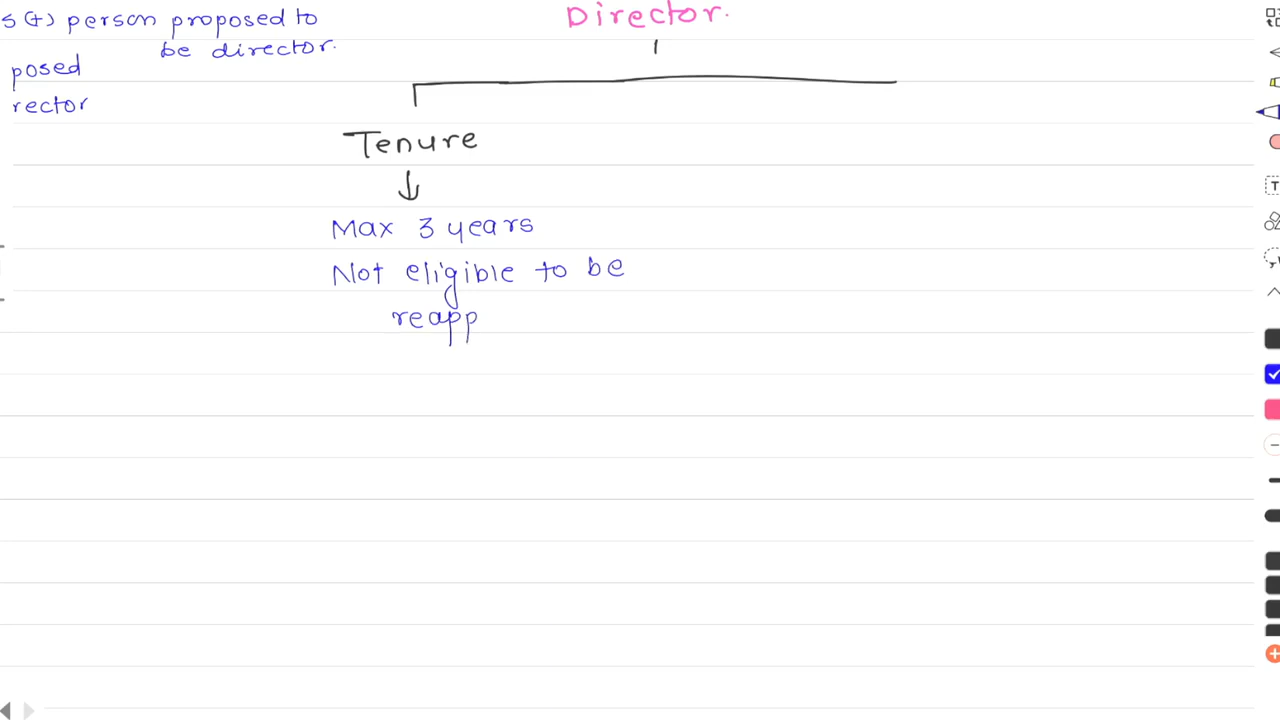 s (+) person proposed to
be director.
posed
rector
Director.
Tenure
Max 3 years
Not eligible to be
reapp